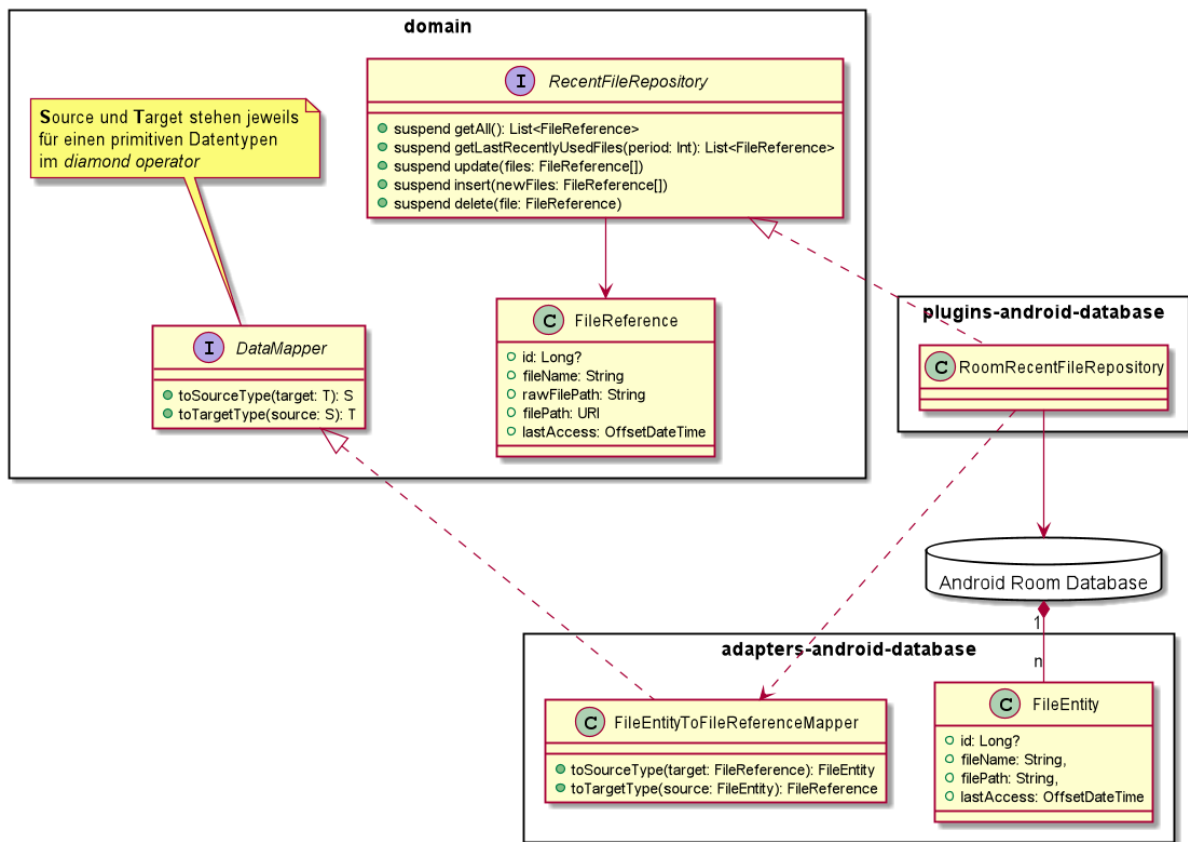 domain
Source und Target stehen jeweils
für einen primitiven Datentypen
im diamond operator
I RecentFileRepository
suspend getAll(): List<FileReference>
suspend getLastRecentlyUsedFiles(period: Int): List<FileReference>
suspend update(files: FileReference[])
suspend insert(newFiles: FileReference[])
suspend delete(file: FileReference)
I DataMapper
toSourceType(target: T): S
toTargetType(source: S): T
C FileReference
id: Long?
fileName: String
rawFilePath: String
filePath: URI
lastAccess: OffsetDateTime
plugins-android-database
C RoomRecentFileRepository
Android Room Database
1
n
adapters-android-database
C FileEntityToFileReferenceMapper
toSourceType(target: FileReference): FileEntity
toTargetType(source: FileEntity): FileReference
C FileEntity
id: Long?
fileName: String,
filePath: String,
lastAccess: OffsetDateTime